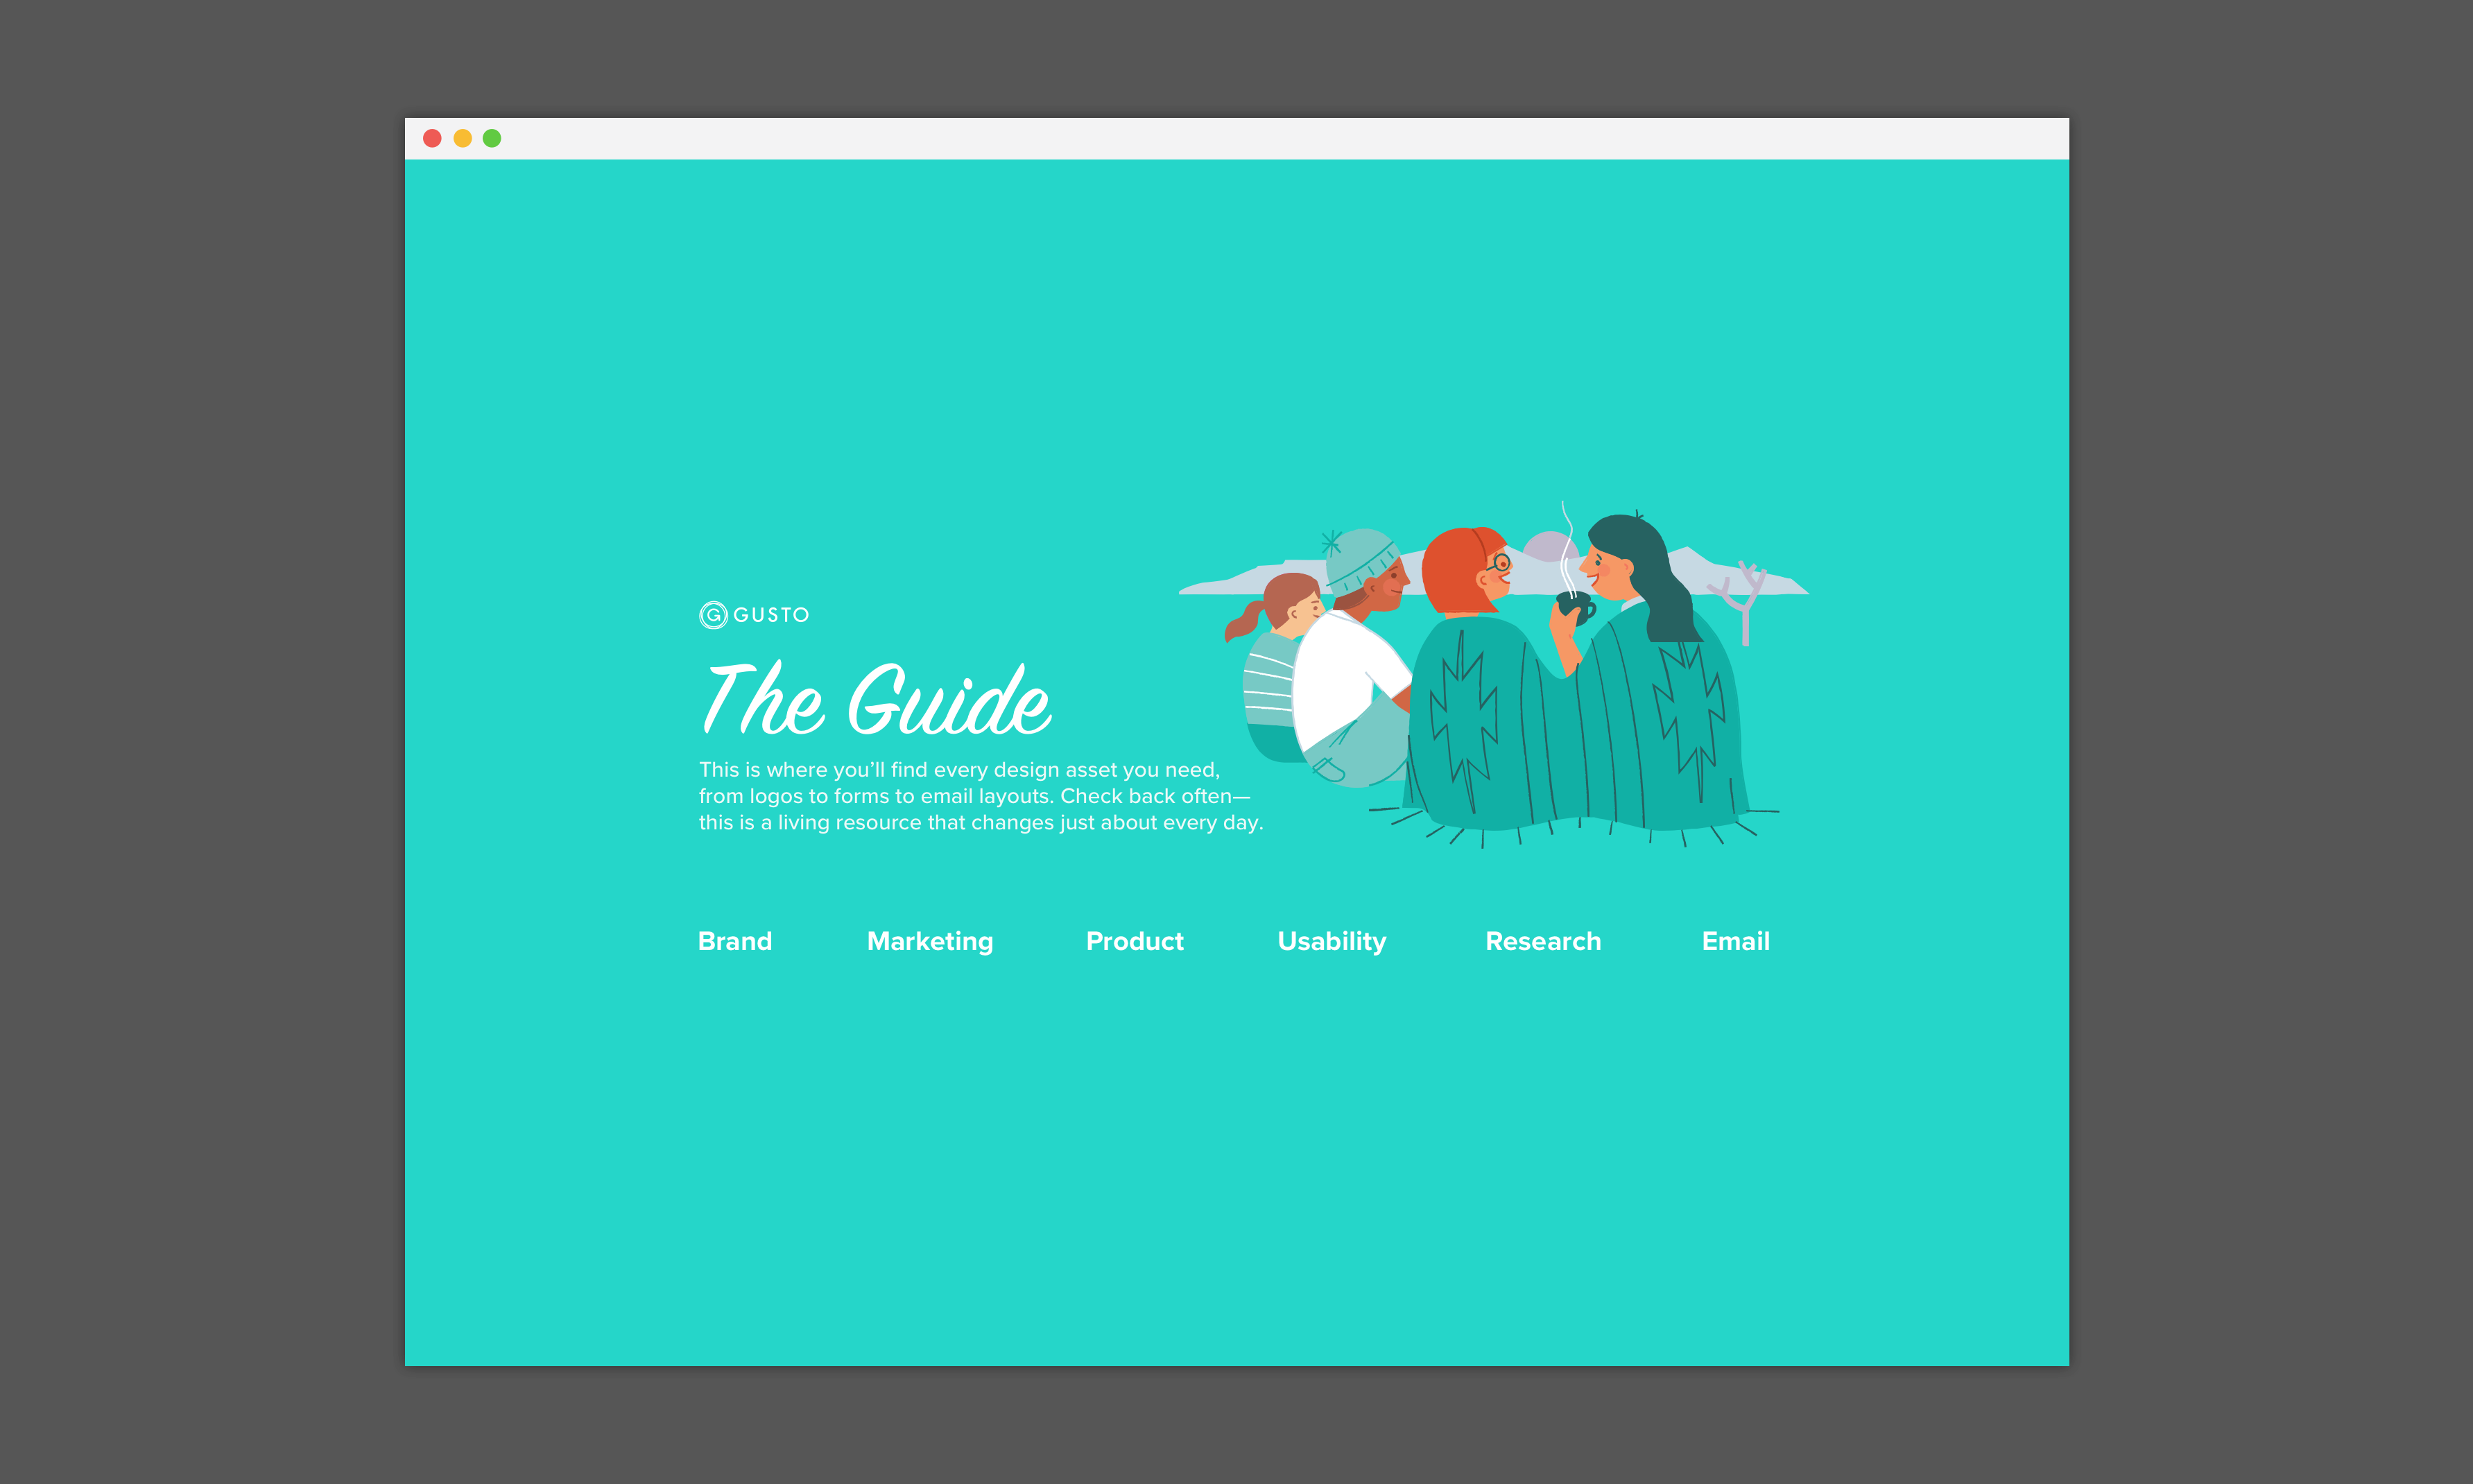 GUSTO
The Guide
This is where you’ll find every design asset you need,
from logos to forms to email layouts. Check back often—
this is a living resource that changes just about every day.
Brand Marketing Product Usability Research Email